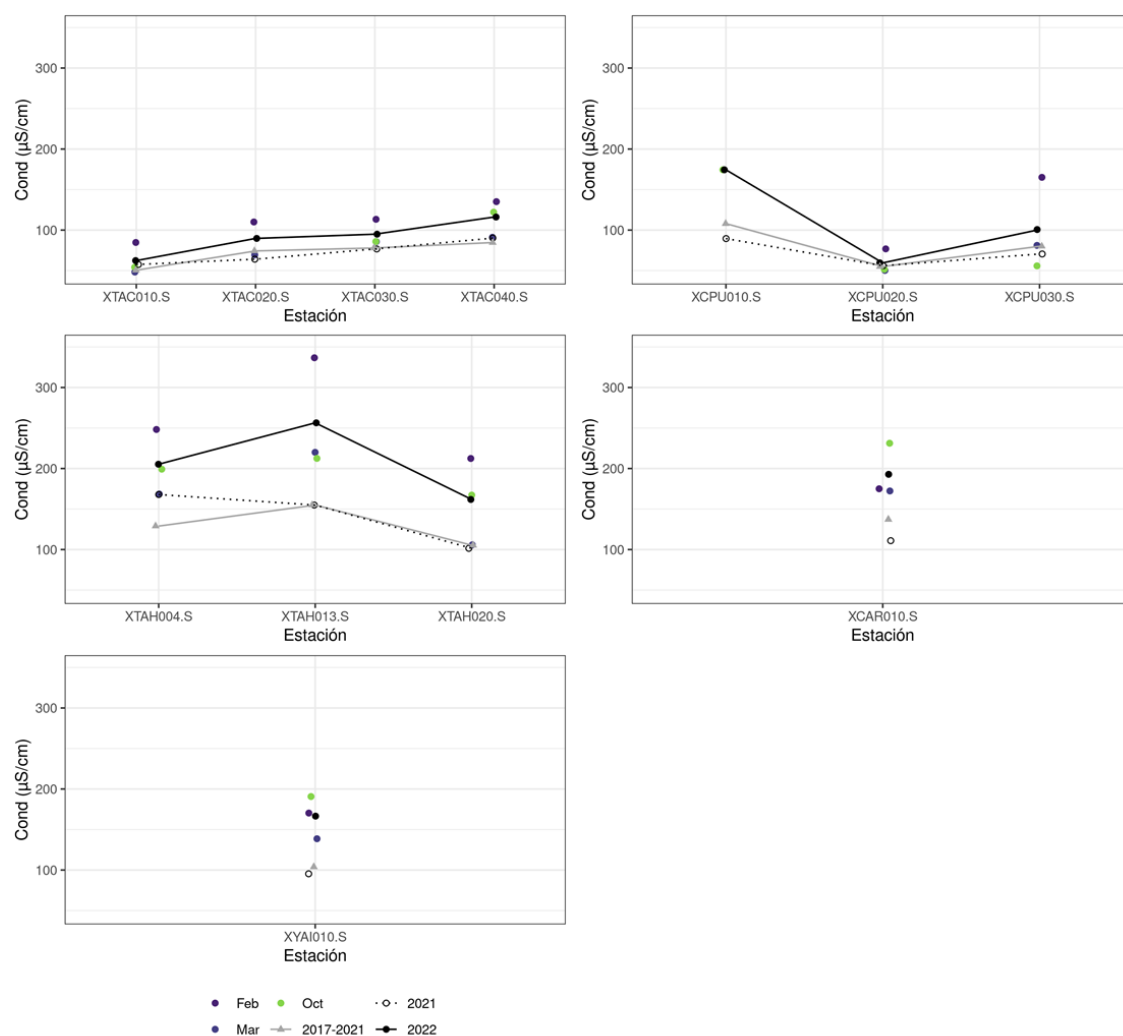 300
200
100
Cond (µS/cm)
XTAC010.S XTAC020.S XTAC030.S XTAC040.S
Estación
300
200
100
Cond (µS/cm)
XCPU010.S XCPU020.S XCPU030.S
Estación
300
200
100
Cond (µS/cm)
XTAH004.S XTAH013.S XTAH020.S
Estación
300
200
100
Cond (µS/cm)
XCAR010.S
Estación
300
200
100
Cond (µS/cm)
XYAI010.S
Estación
Feb Oct 2021
Mar 2017-2021 2022